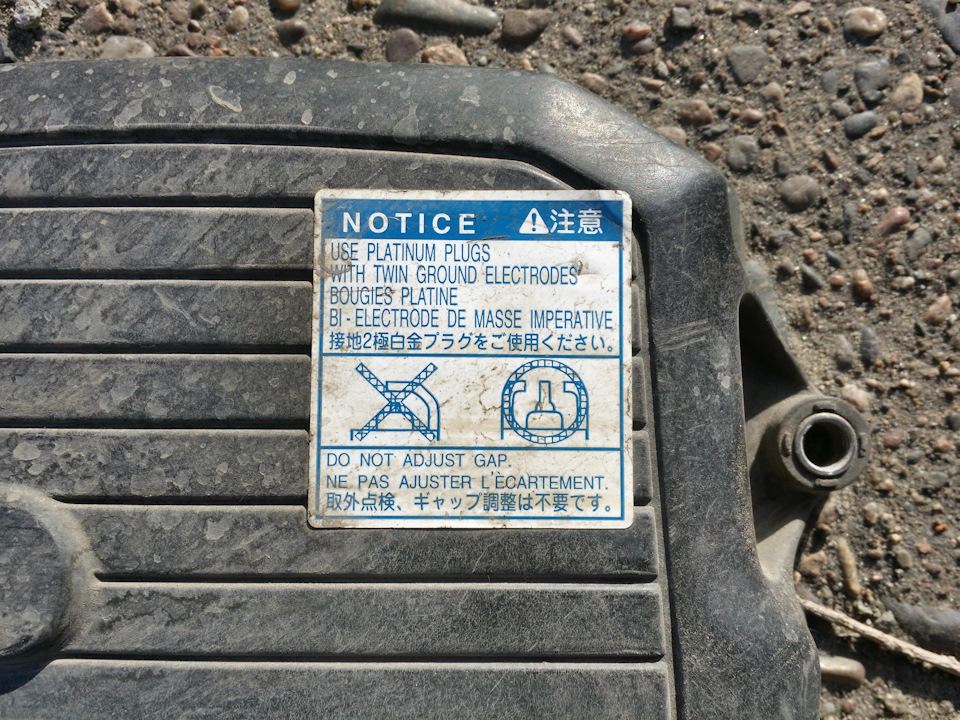 NOTICE ⚠注意
USE PLATINUM PLUGS
WITH TWIN GROUND ELECTRODES
BOUGIES PLATINE
BI-ELECTRODE DE MASSE IMPERATIVE
接地2極白金プラグをご使用ください。
DO NOT ADJUST GAP.
NE PAS AJUSTER L'ÈCARTEMENT.
取外点検、ギャップ調整は不要です。